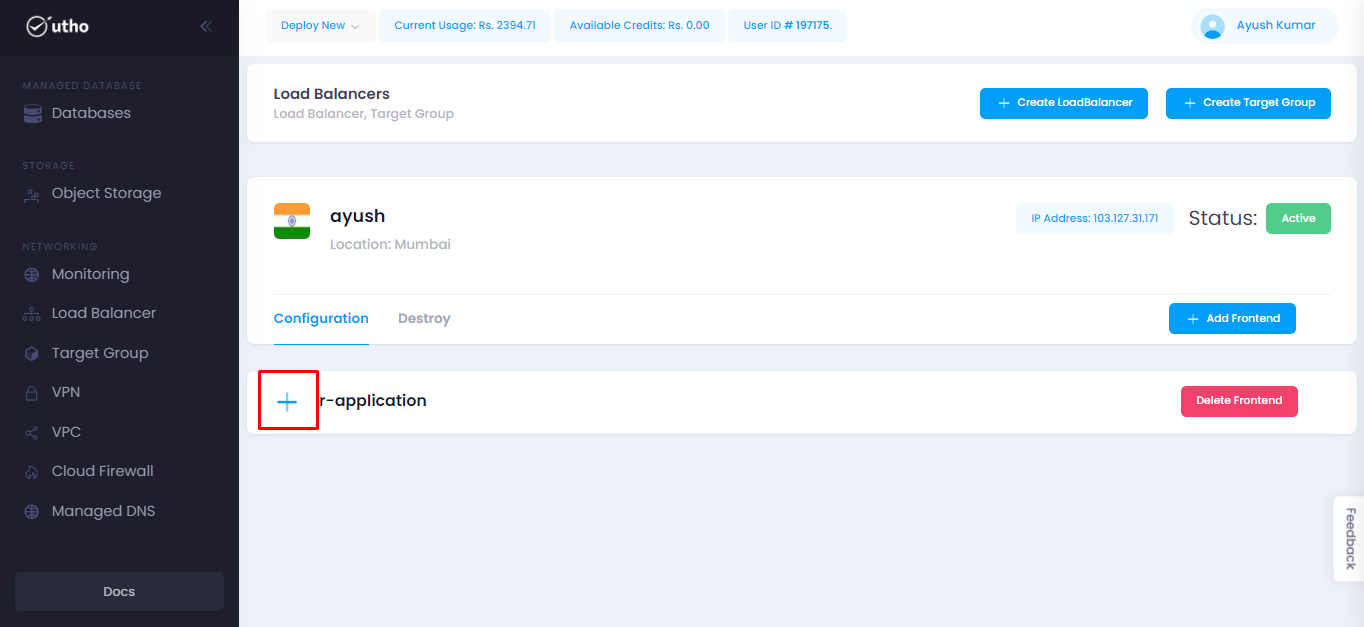 utho
MANAGED DATABASE
Databases
STORAGE
Object Storage
NETWORKING
Monitoring
Load Balancer
Target Group
VPN
VPC
Cloud Firewall
Managed DNS
Docs
Deploy New
Current Usage: Rs. 2394.71
Available Credits: Rs. 0.00
User ID # 197175.
Ayush Kumar
Load Balancers
Load Balancer, Target Group
Create LoadBalancer
Create Target Group
ayush
Location: Mumbai
IP Address: 103.127.31.171
Status:
Active
Configuration
Destroy
Add Frontend
r-application
Delete Frontend
Feedback